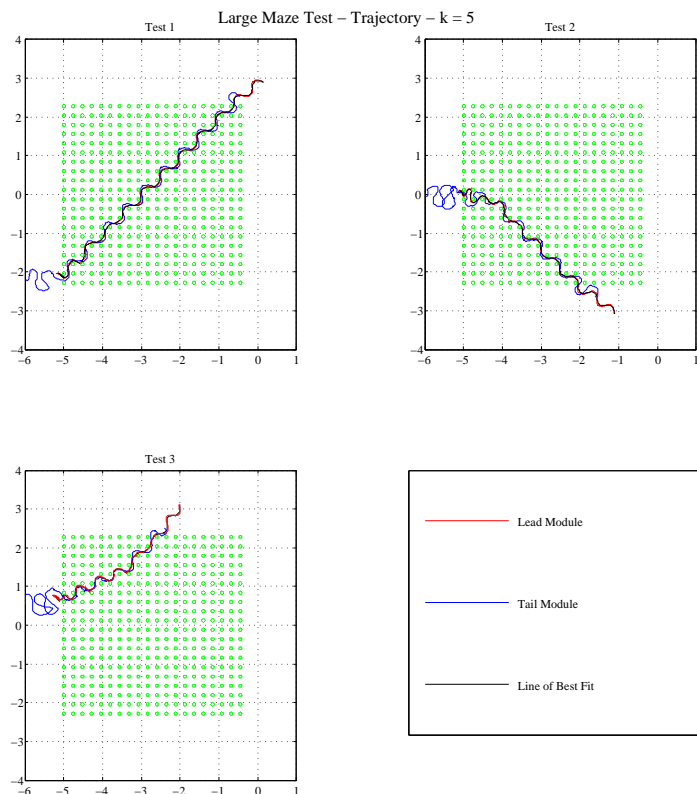 Large Maze Test − Trajectory − k = 5
Test 1
4
3
2
1
0
−1
−2
−3
−4
−6 −5 −4 −3 −2 −1 0 1
Test 2
4
3
2
1
0
−1
−2
−3
−4
−6 −5 −4 −3 −2 −1 0 1
Test 3
4
3
2
1
0
−1
−2
−3
−4
−6 −5 −4 −3 −2 −1 0 1
Lead Module
Tail Module
Line of Best Fit